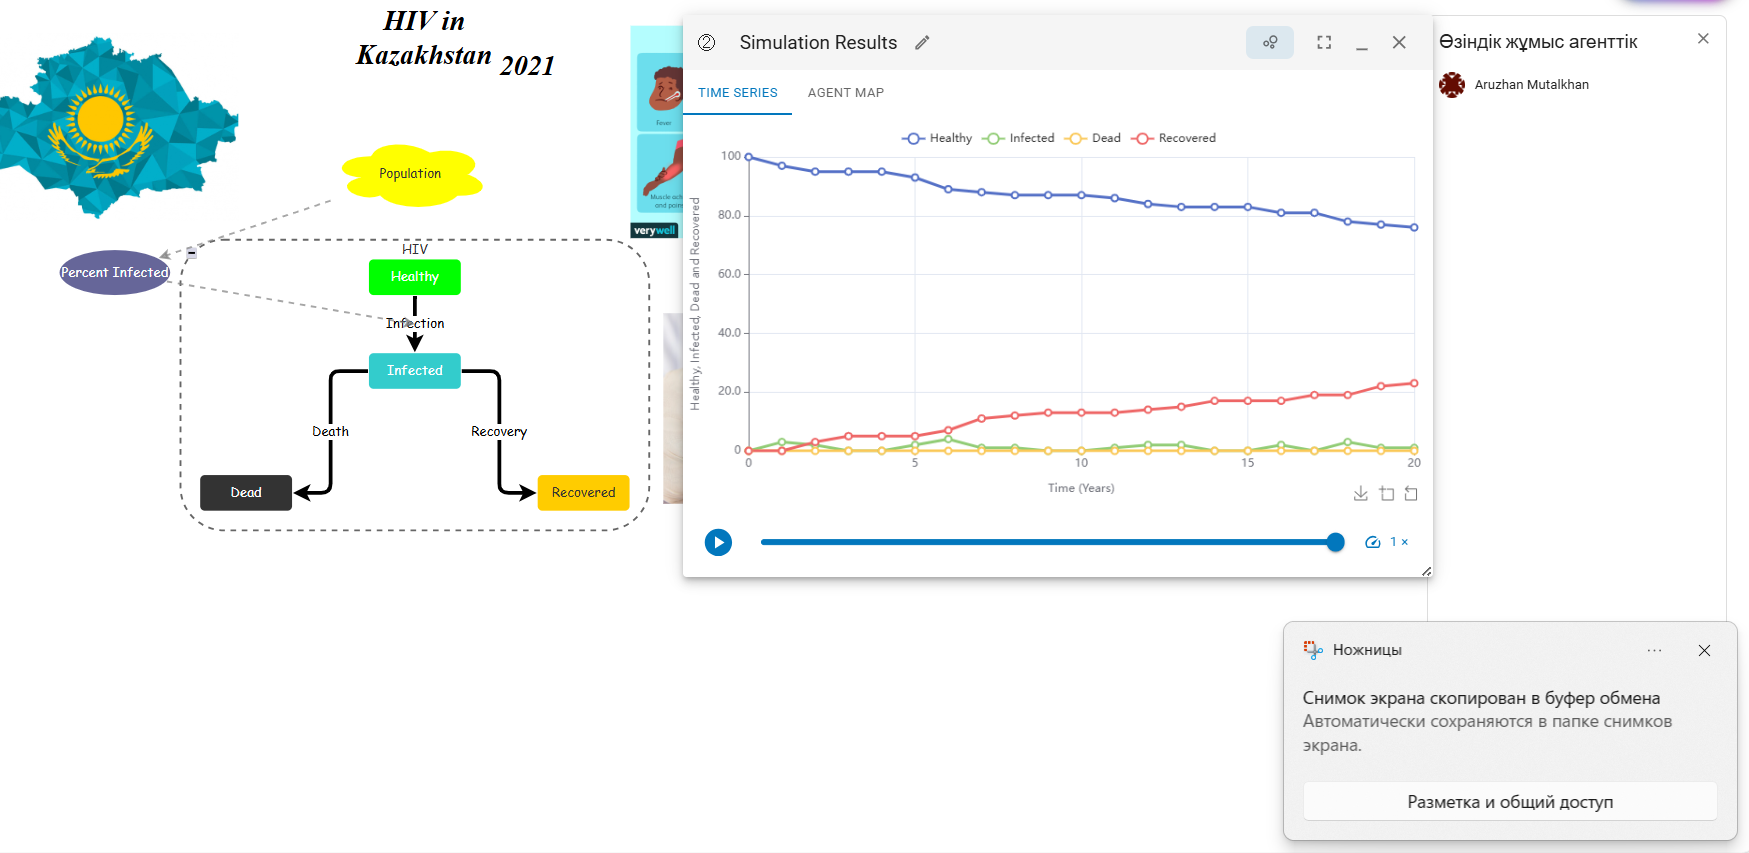 HIV in
Kazakhstan 2021
Population
Percent Infected
HIV
Healthy
Infection
Infected
Death
Recovery
Dead
Recovered
Fever
Muscle
verywell
② Simulation Results
TIME SERIES
AGENT MAP
Healthy
Infected
Dead
Recovered
Healthy, Infected, Dead and Recovered
100
80.0
60.0
40.0
20.0
0
0
5
10
15
20
Time (Years)
1 ×
Өзіндік жұмыс агенттік
Aruzhan Mutalkhan
Ножницы
Снимок экрана скопирован в буфер обмена
Автоматически сохраняются в папке снимков
экрана.
Разметка и общий доступ